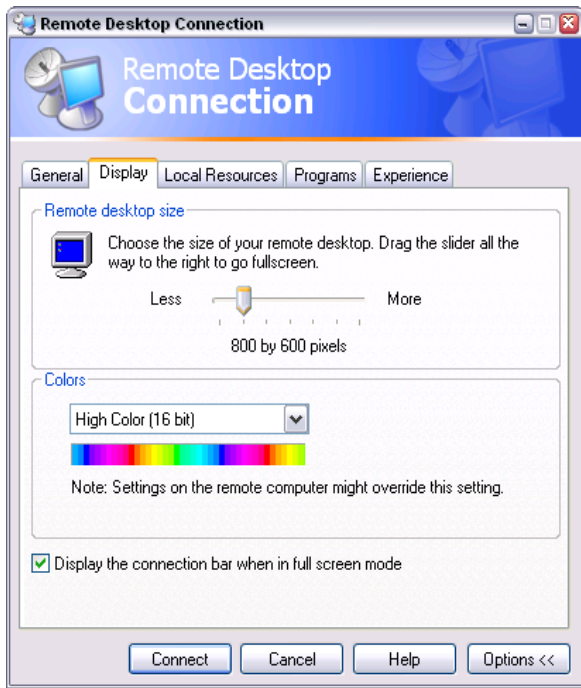 Remote Desktop Connection
Remote Desktop
Connection
General Display Local Resources Programs Experience
Remote desktop size
Choose the size of your remote desktop. Drag the slider all the
way to the right to go fullscreen.
Less More
800 by 600 pixels
Colors
High Color (16 bit)
Note: Settings on the remote computer might override this setting.
Display the connection bar when in full screen mode
Connect Cancel Help Options <<